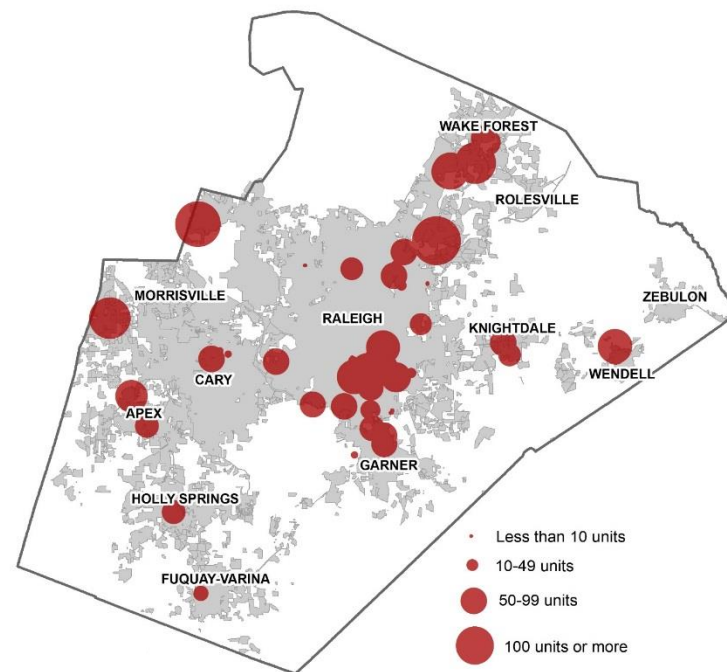 WAKE FOREST
ROLESVILLE
MORRISVILLE
ZEBULON
RALEIGH
KNIGHTDALE
CARY
WENDELL
APEX
GARNER
HOLLY SPRINGS
FUQUAY-VARINA
Less than 10 units
10-49 units
50-99 units
100 units or more